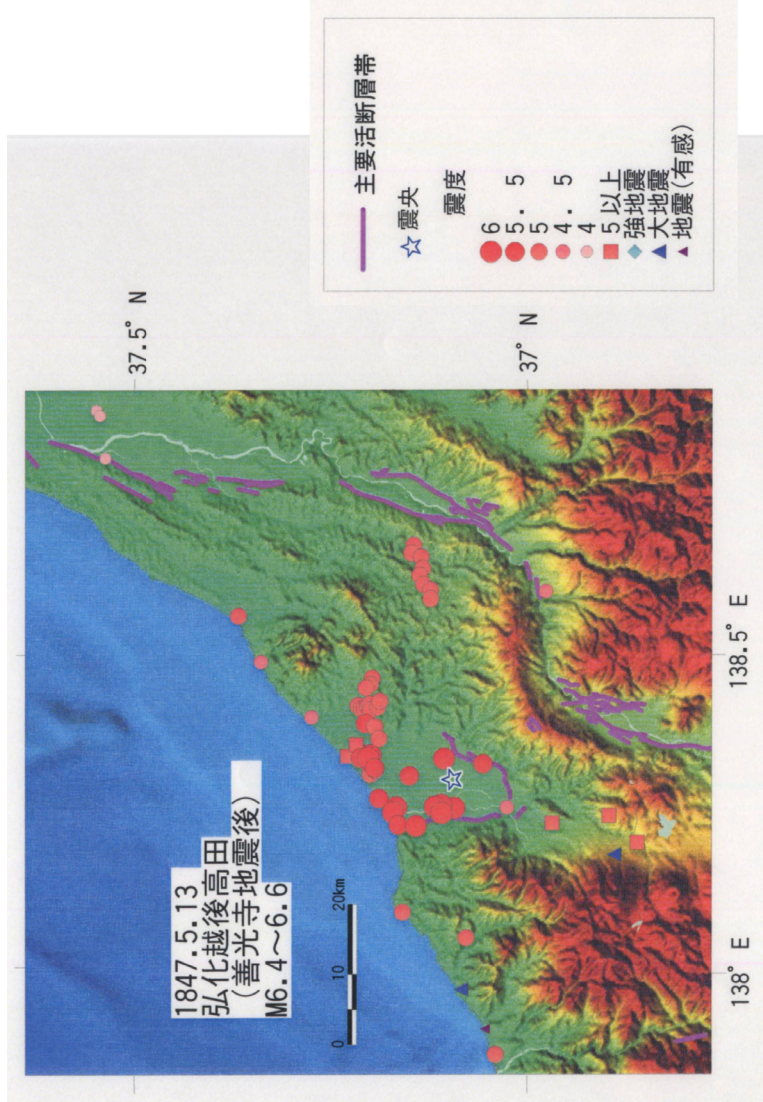 1847.5.13
弘化越後高田
(善光寺地震後)
M6.4～6.6
0 10 20km
37.5° N
37° N
138° E
138.5° E
主要活断層帯
震央
震度
6
5.5
5
4.5
4
5以上
強地震
大地震
地震(有感)